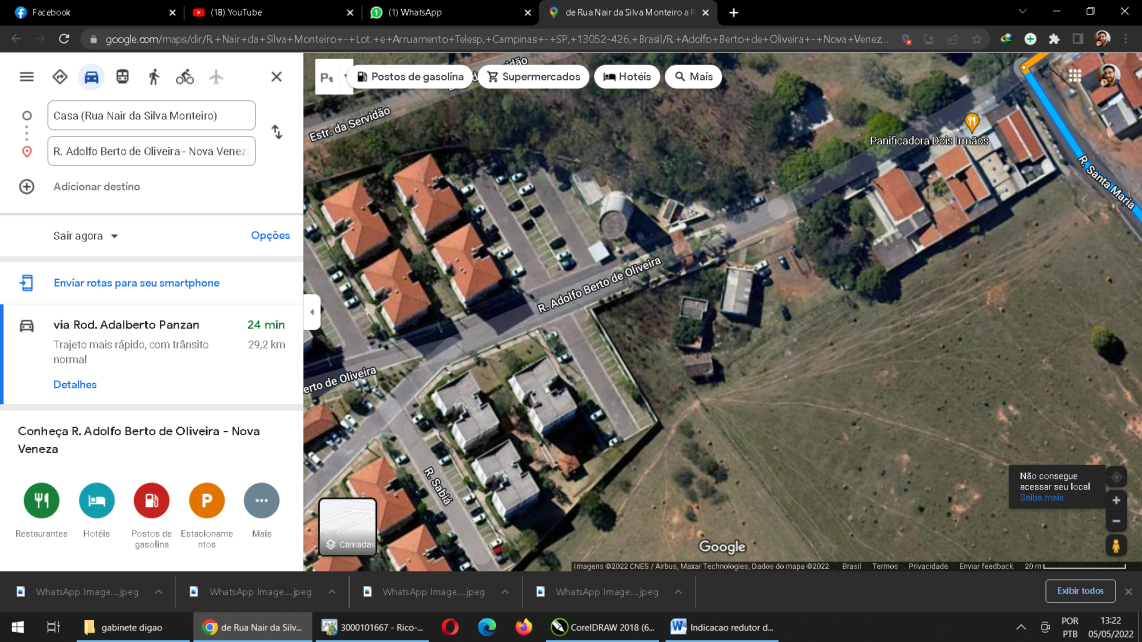 Facebook
(18) YouTube
(1) WhatsApp
de Rua Nair da Silva Monteiro a R
google.com/maps/dir/R.+Nair+da+Silva+Monteiro+-+Lot.+e+Arruamento+Telesp,+Campinas+-+SP,+13052-426,+Brasil/R.+Adolfo+Berto+de+Oliveira+-+Nova+Venez...
Casa (Rua Nair da Silva Monteiro)
R. Adolfo Berto de Oliveira - Nova Venez
Adicionar destino
Sair agora
Opções
Enviar rotas para seu smartphone
via Rod. Adalberto Panzan
24 min
Trajeto mais rápido, com trânsito
normal
29,2 km
Detalhes
Conheça R. Adolfo Berto de Oliveira - Nova
Veneza
Restaurantes
Hotéis
Postos de
gasolina
Estacioname
ntos
Mais
Postos de gasolina
Supermercados
Hotéis
Mais
Estr. da Servidão
Panificadora Dois Irmãos
R. Santa Maria
R. Adolfo Berto de Oliveira
erto de Oliveira
R. Sabiá
Camadas
Google
Não consegue
acessar seu local
Saiba mais
Imagens ©2022 CNES / Airbus, Maxar Technologies, Dados do mapa ©2022
Brasil
Termos
Privacidade
Enviar feedback
20 m
WhatsApp Image....jpeg
WhatsApp Image....jpeg
WhatsApp Image....jpeg
WhatsApp Image....jpeg
Exibir todos
gabinete digao
de Rua Nair da Silv...
3000101667 - Rico-...
CorelDRAW 2018 (6...
Indicacao redutor d...
POR
PTB
13:22
05/05/2022